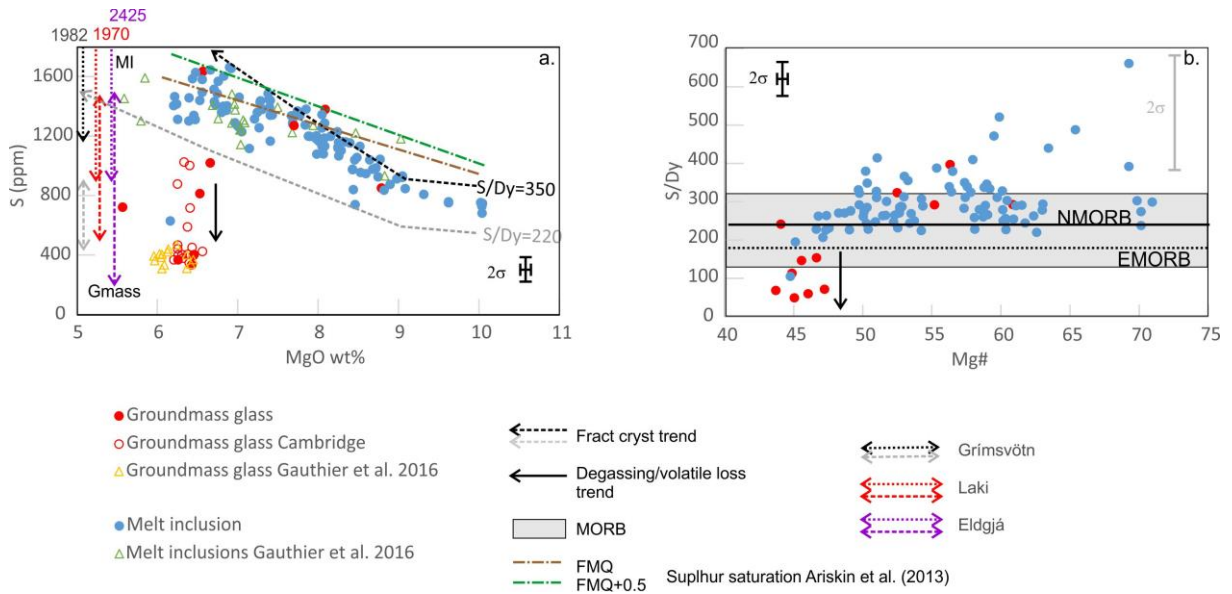 2425
1982
1970
MI
a.
1600
1200
800
400
0
S (ppm)
S/Dy=350
S/Dy=220
2σ
Gmass
5
6
7
8
9
10
11
MgO wt%
b.
700
600
500
400
300
200
100
0
S/Dy
2σ
2σ
NMORB
EMORB
40
45
50
55
60
65
70
75
Mg#
Groundmass glass
Groundmass glass Cambridge
Groundmass glass Gauthier et al. 2016
Melt inclusion
Melt inclusions Gauthier et al. 2016
Fract cryst trend
Degassing/volatile loss
trend
MORB
FMQ
FMQ+0.5
Suplhur saturation Ariskin et al. (2013)
Grímsvötn
Laki
Eldgjá